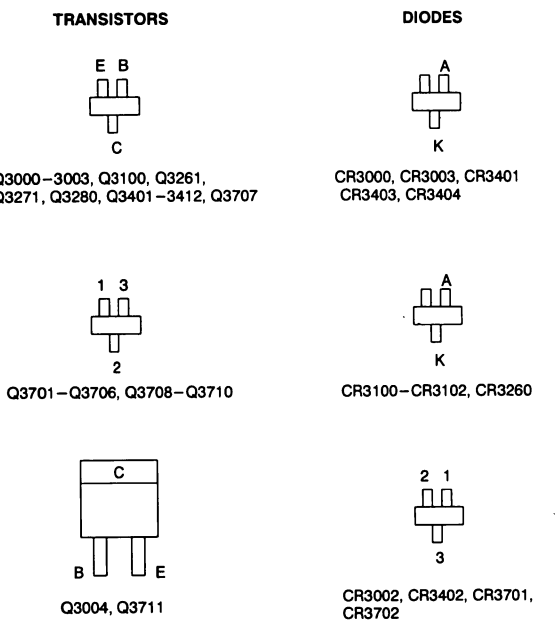 TRANSISTORS
DIODES
E B
C
Q3000–3003, Q3100, Q3261,
Q3271, Q3280, Q3401–3412, Q3707
A
K
CR3000, CR3003, CR3401
CR3403, CR3404
1 3
2
Q3701–Q3706, Q3708–Q3710
A
K
CR3100–CR3102, CR3260
C
B E
Q3004, Q3711
2 1
3
CR3002, CR3402, CR3701,
CR3702